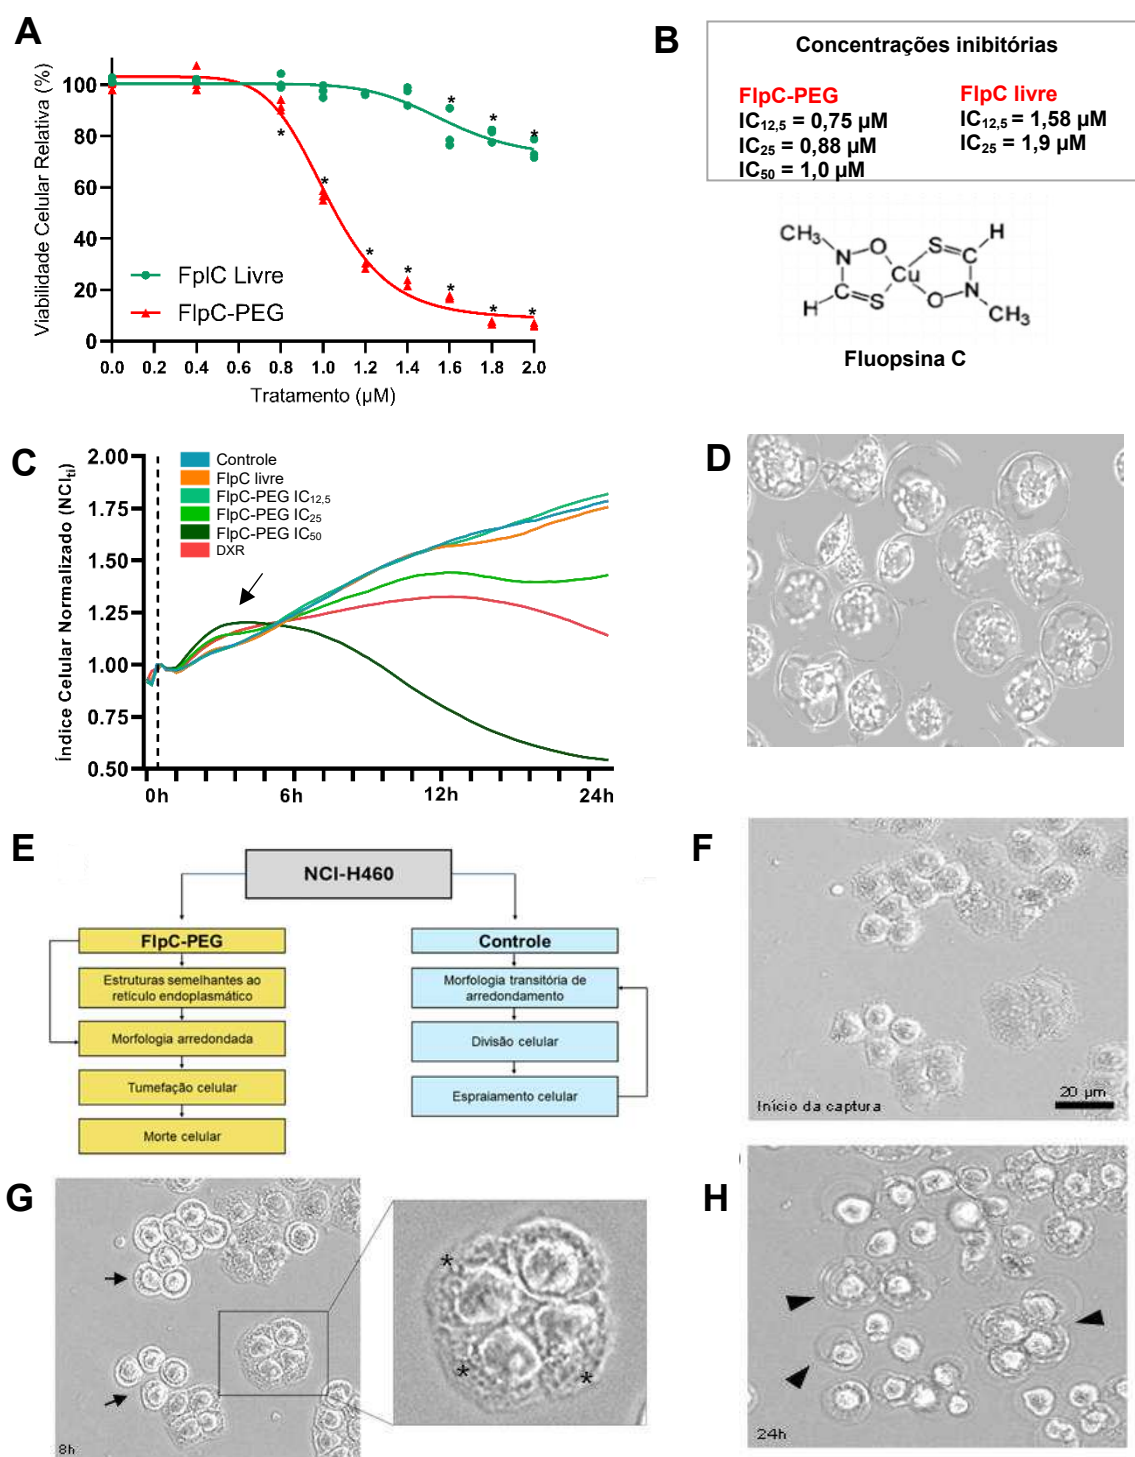 A
Viabilidade Celular Relativa (%)
100
80
60
40
20
0
FplC Livre
FlpC-PEG
* * * * * * * * * *
0.0 0.2 0.4 0.6 0.8 1.0 1.2 1.4 1.6 1.8 2.0
Tratamento (µM)
B
Concentrações inibitórias
FlpC-PEG
IC12,5 = 0,75 µM
IC25 = 0,88 µM
IC50 = 1,0 µM
FlpC livre
IC12,5 = 1,58 µM
IC25 = 1,9 µM
CH3 N O S C H
Cu
H C S O N CH3
Fluopsina C
C
Índice Celular Normalizado (NCIti)
2.00
1.75
1.50
1.25
1.00
0.75
0.50
Controle
FlpC livre
FlpC-PEG IC12,5
FlpC-PEG IC25
FlpC-PEG IC50
DXR
0h 6h 12h 24h
D
E
NCI-H460
FlpC-PEG
Estruturas semelhantes ao
retículo endoplasmático
Morfologia arredondada
Tumefação celular
Morte celular
Controle
Morfologia transitória de
arredondamento
Divisão celular
Espraiamento celular
F
Início da captura
20 µm
G
8h
* * *
H
24h